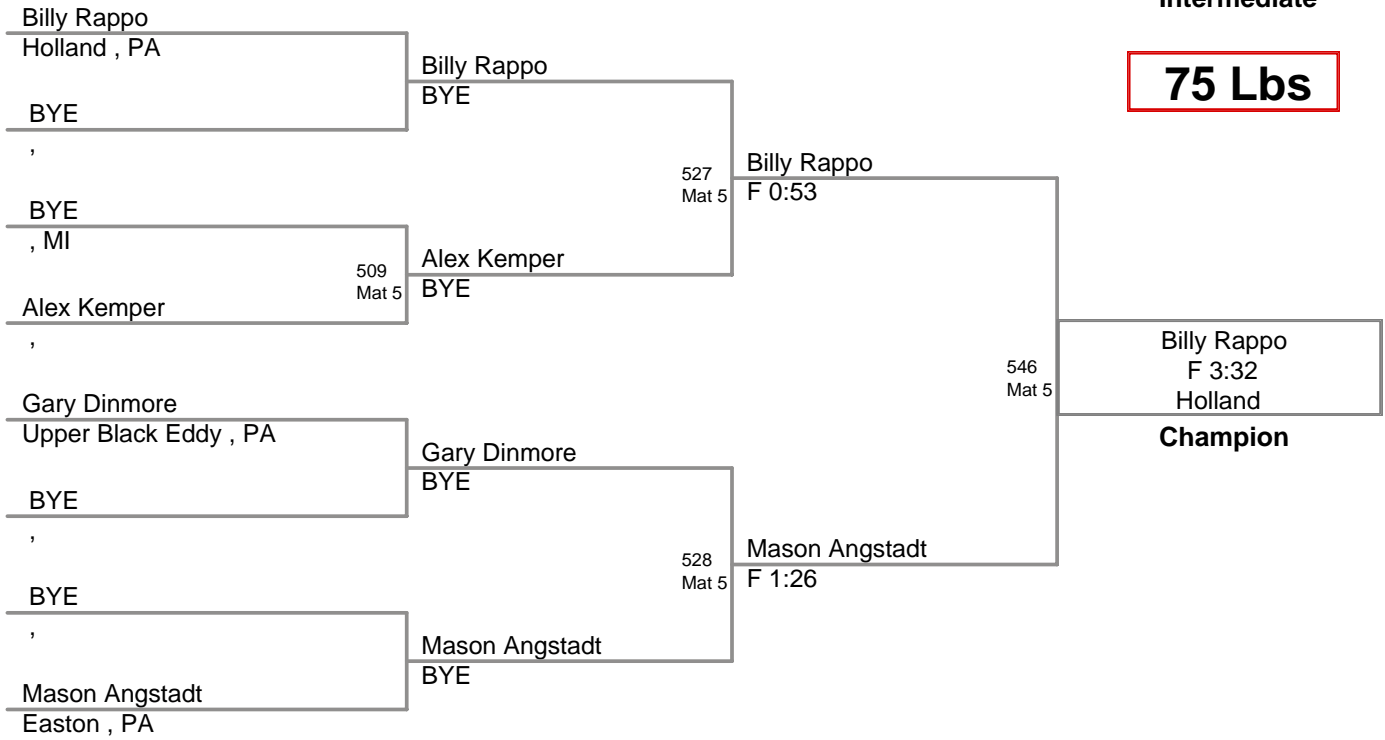 Intermediate
75 Lbs
Billy Rappo
Holland , PA
BYE
,
BYE
, MI
Alex Kemper
,
Gary Dinmore
Upper Black Eddy , PA
BYE
,
BYE
,
Mason Angstadt
Easton , PA
Billy Rappo
BYE
509
Mat 5
Alex Kemper
BYE
Gary Dinmore
BYE
Mason Angstadt
BYE
527
Mat 5
Billy Rappo
F 0:53
528
Mat 5
Mason Angstadt
F 1:26
546
Mat 5
Billy Rappo
F 3:32
Holland
Champion